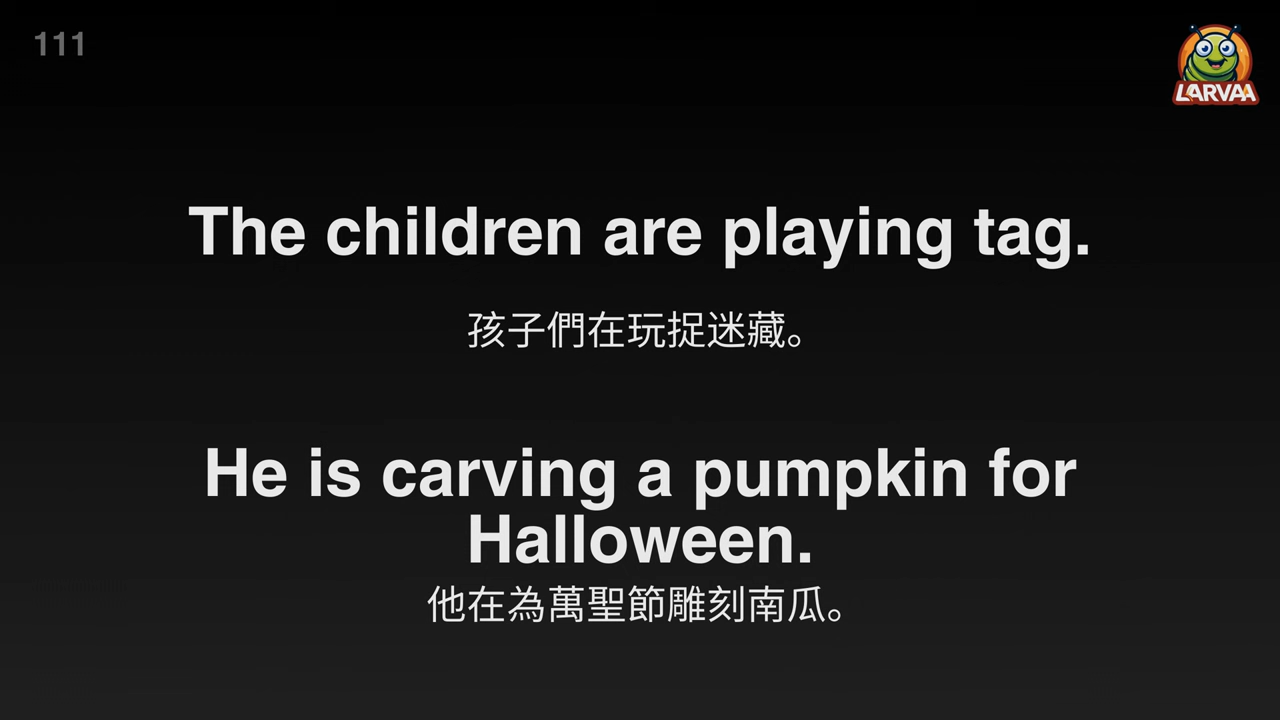 111
LARVAA
The children are playing tag.
孩子們在玩捉迷藏。
He is carving a pumpkin for
Halloween.
他在為萬聖節雕刻南瓜。